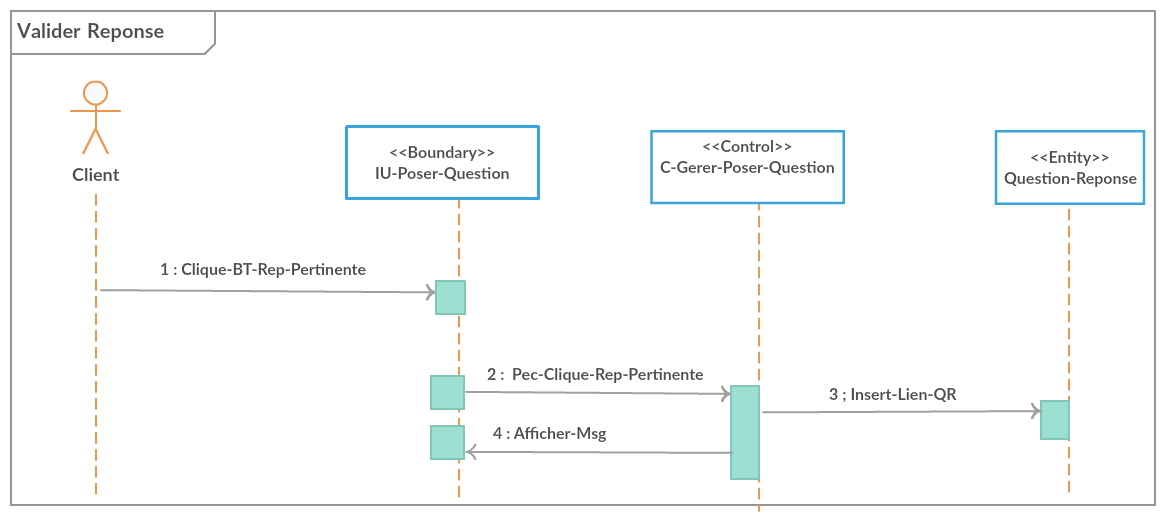 Valider Reponse
Client
<<Boundary>>
IU-Poser-Question
<<Control>>
C-Gerer-Poser-Question
<<Entity>>
Question-Reponse
1 : Clique-BT-Rep-Pertinente
2 : Pec-Clique-Rep-Pertinente
3 ; Insert-Lien-QR
4 : Afficher-Msg